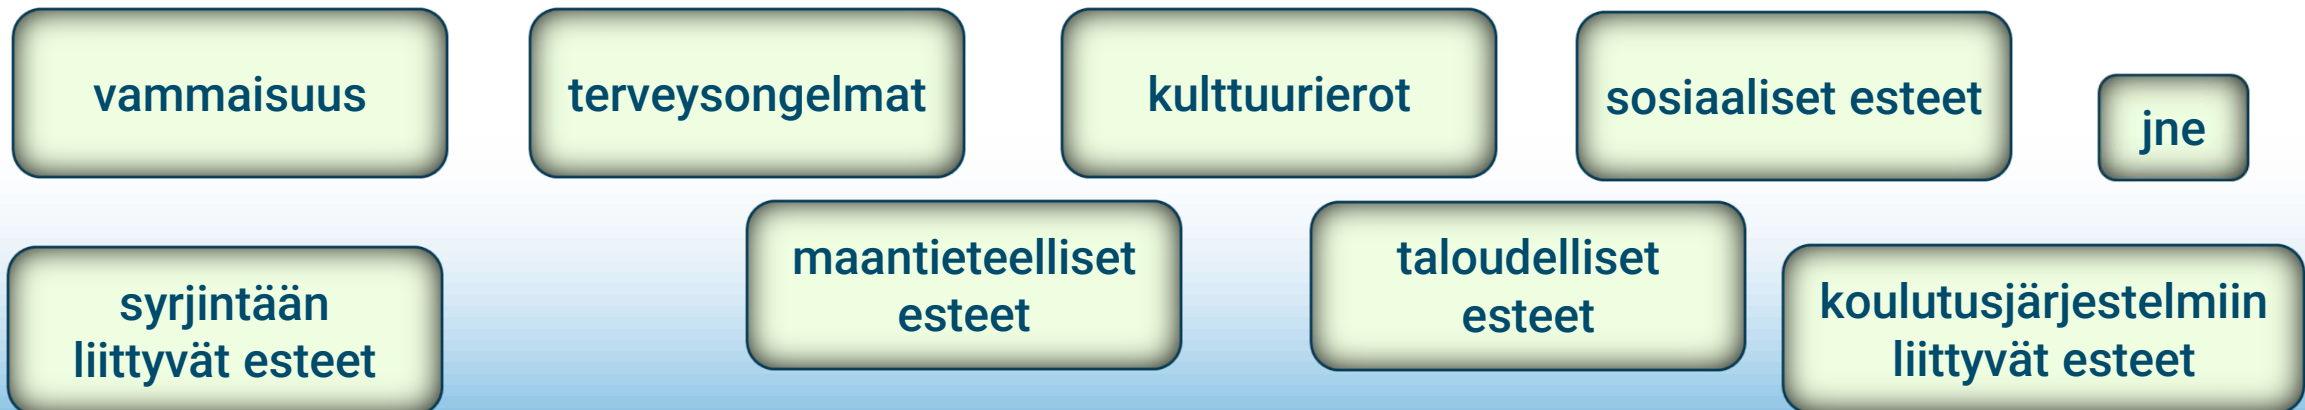 vammaisuus
terveysongelmat
kulttuurierot
sosiaaliset esteet
jne
syrjintään
liittyvät esteet
maantieteelliset
esteet
taloudelliset
esteet
koulutusjärjestelmiin
liittyvät esteet